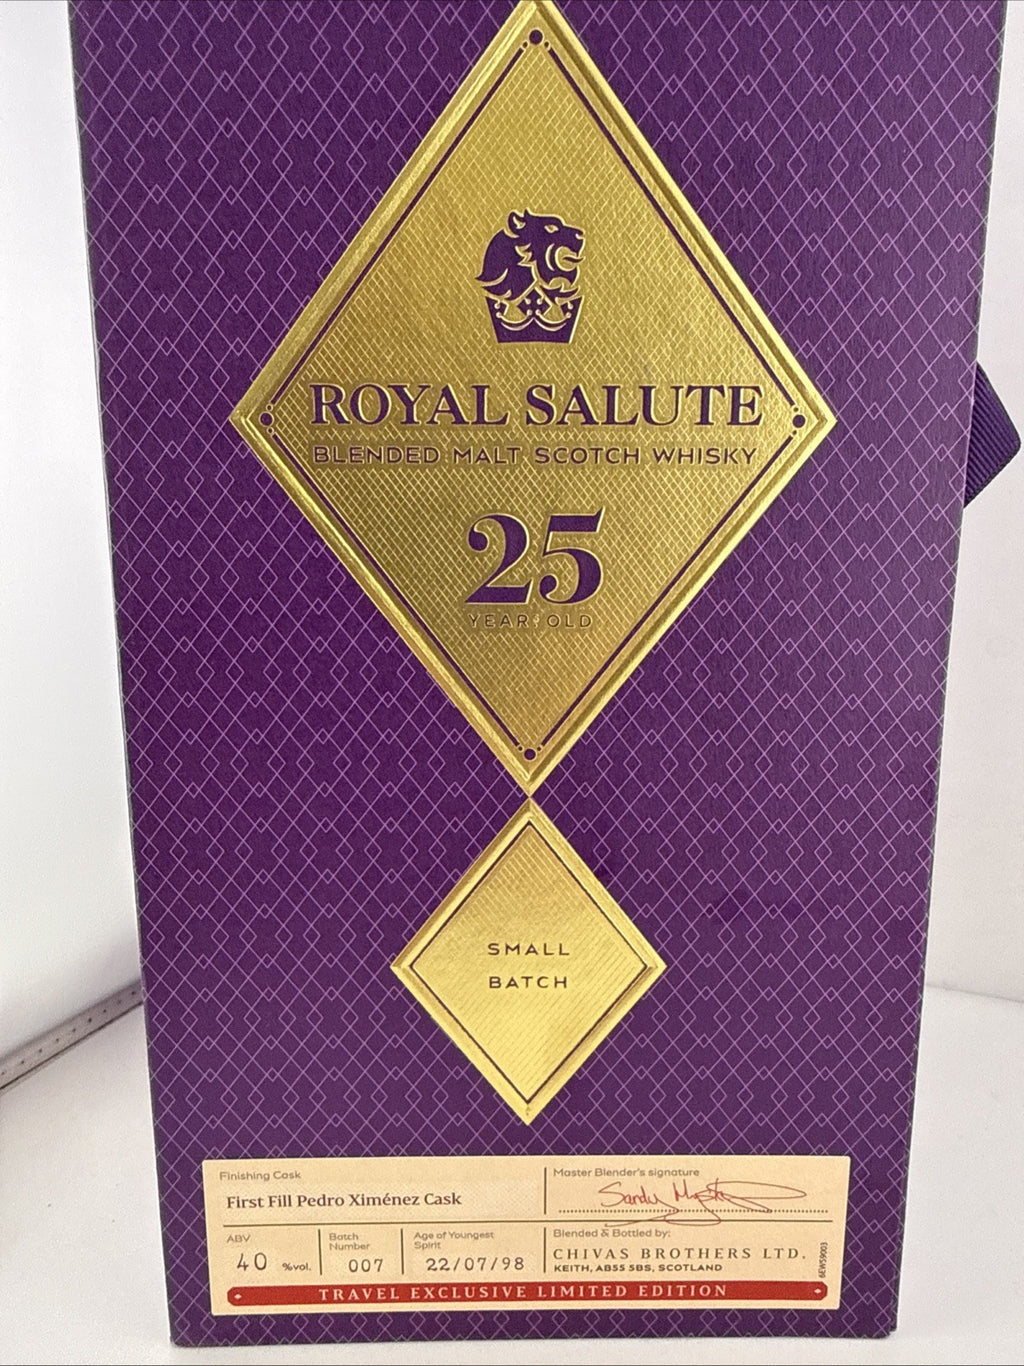 ROYAL SALUTE
BLENDED MALT SCOTCH WHISKY
25
YEAR OLD
SMALL
BATCH
Finishing Cask
First Fill Pedro Ximénez Cask
Master Blender's signature
ABV
40 %vol.
Batch
Number
007
Age of Youngest
Spirit
22/07/98
Blended & Bottled by:
CHIVAS BROTHERS LTD.
KEITH, AB55 5BS, SCOTLAND
TRAVEL EXCLUSIVE LIMITED EDITION